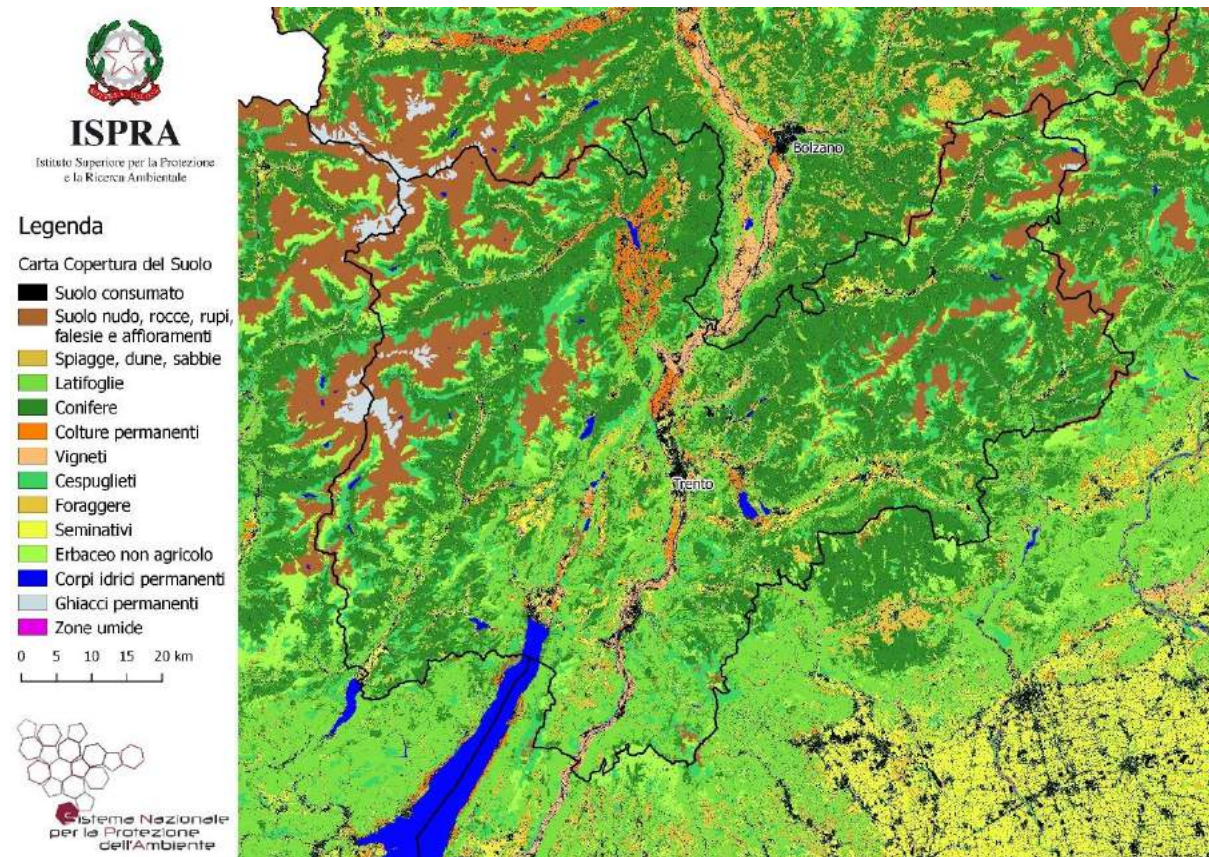 ISPRA
Istituto Superiore per la Protezione
e la Ricerca Ambientale
Legenda
Carta Copertura del Suolo
Suolo consumato
Suolo nudo, rocce, rupi,
falesie e affioramenti
Spiagge, dune, sabbie
Latifoglie
Conifere
Colture permanenti
Vigneti
Cespuglieti
Foraggere
Seminativi
Erbaceo non agricolo
Corpi idrici permanenti
Ghiacci permanenti
Zone umide
0 5 10 15 20 km
Sistema Nazionale
per la Protezione
dell'Ambiente
Bolzano
Trento